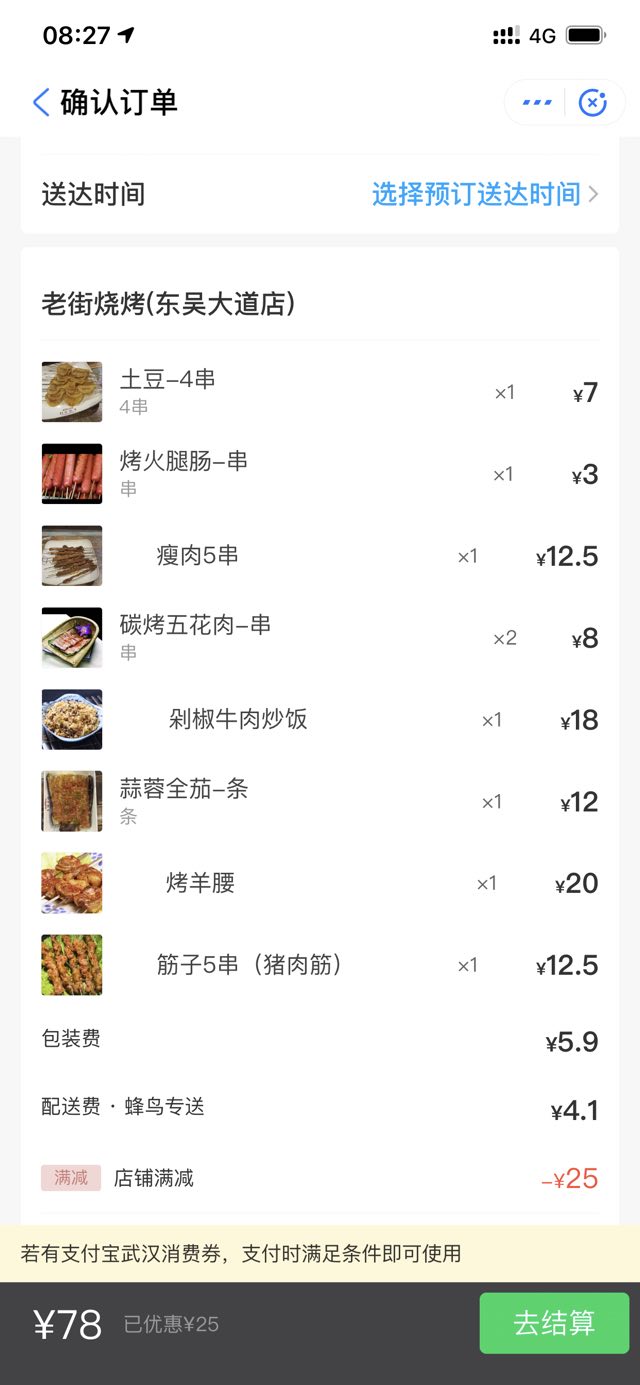 08:27 4G
确认订单
送达时间 选择预订送达时间
老街烧烤(东吴大道店)
土豆-4串 ×1 ¥7
4串
烤火腿肠-串 ×1 ¥3
串
瘦肉5串 ×1 ¥12.5
碳烤五花肉-串 ×2 ¥8
串
剁椒牛肉炒饭 ×1 ¥18
蒜蓉全茄-条 ×1 ¥12
条
烤羊腰 ×1 ¥20
筋子5串（猪肉筋） ×1 ¥12.5
包装费 ¥5.9
配送费 · 蜂鸟专送 ¥4.1
满减 店铺满减 -¥25
若有支付宝武汉消费券，支付时满足条件即可使用
¥78 已优惠¥25 去结算